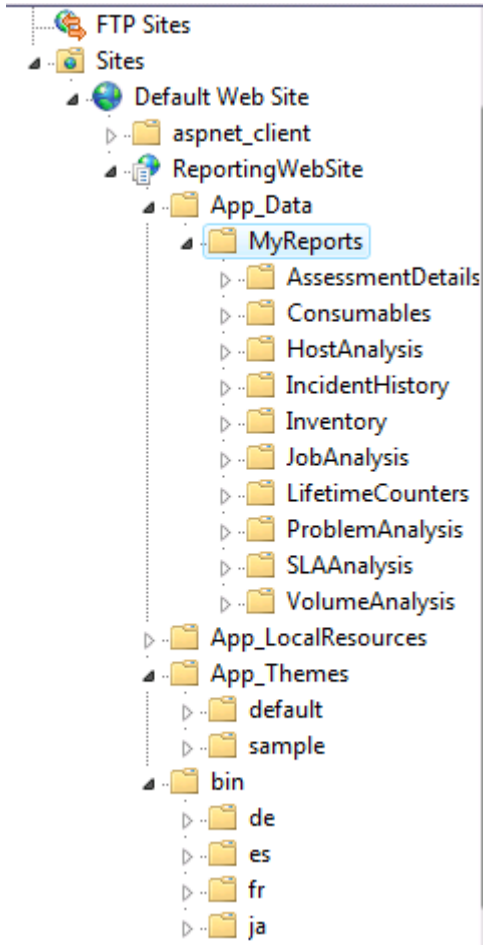 FTP Sites
Sites
Default Web Site
aspnet_client
ReportingWebSite
App_Data
MyReports
AssessmentDetails
Consumables
HostAnalysis
IncidentHistory
Inventory
JobAnalysis
LifetimeCounters
ProblemAnalysis
SLAAnalysis
VolumeAnalysis
App_LocalResources
App_Themes
default
sample
bin
de
es
fr
ja